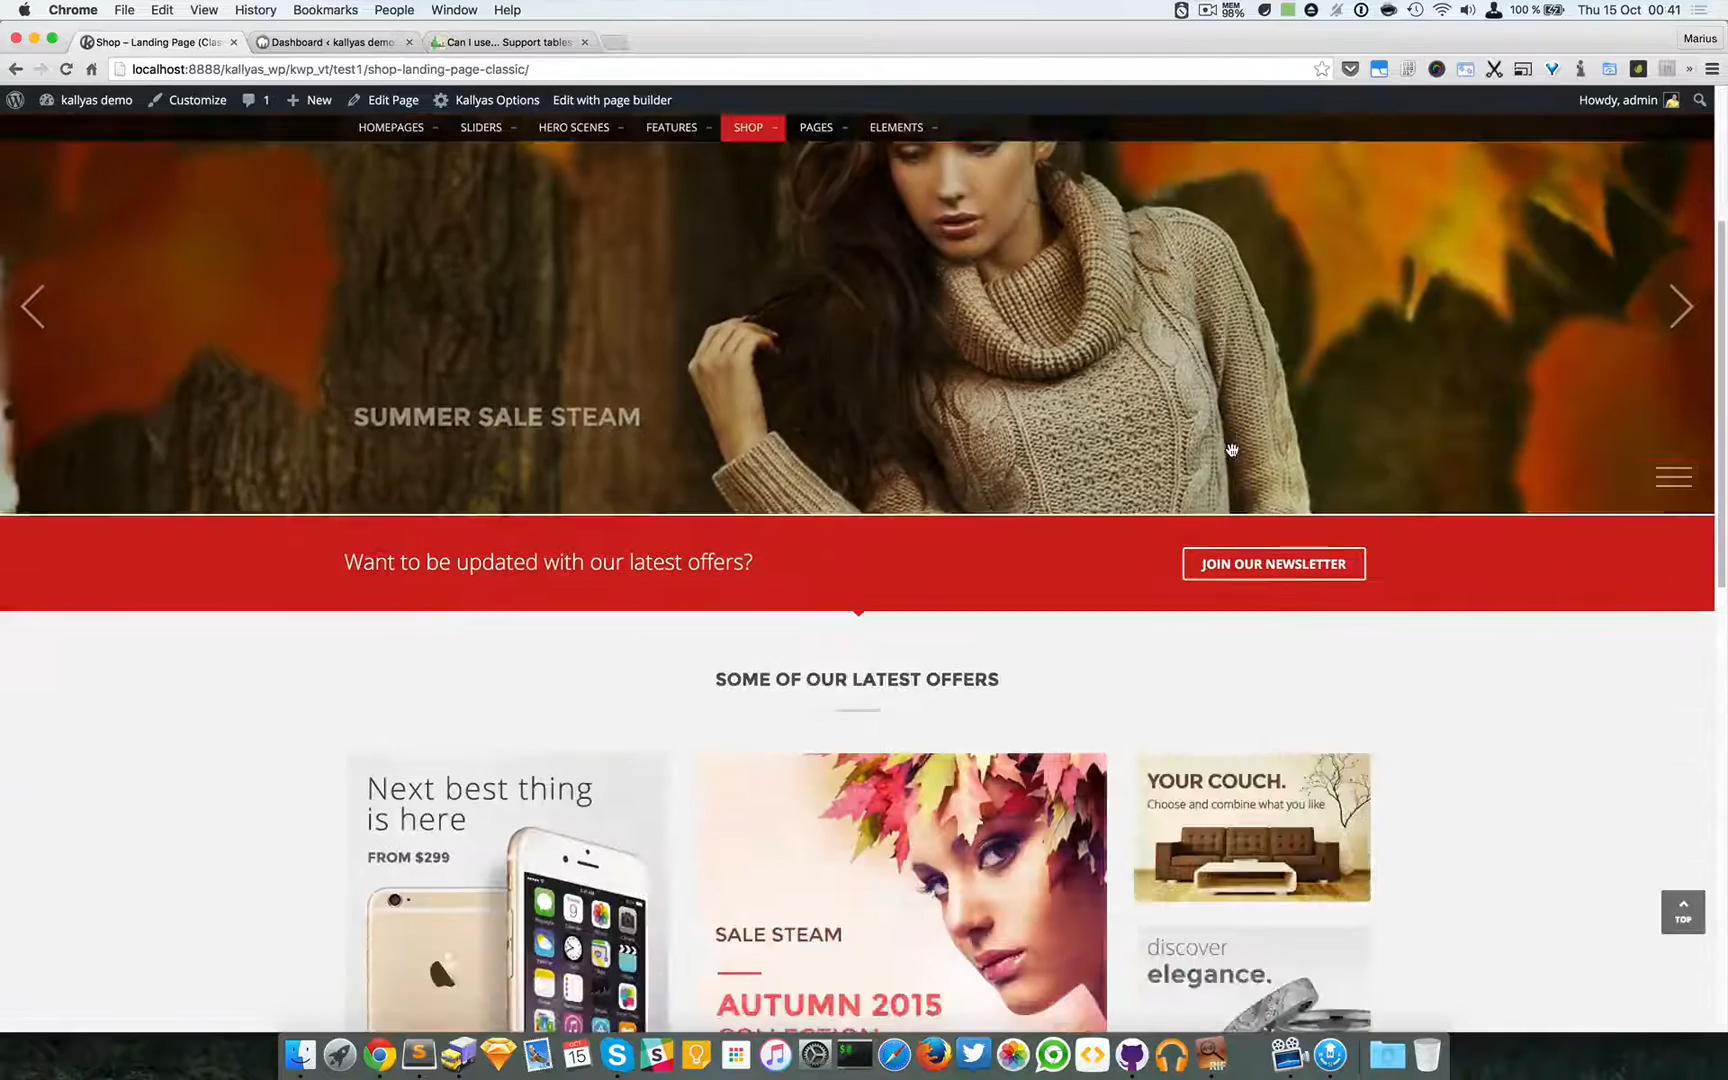 Chrome File Edit View History Bookmarks People Window Help MEM 98% 100% Thu 15 Oct 00:41
Shop – Landing Page (Clas Dashboard ‹ kallyas demo Can I use... Support tables Marius
localhost:8888/kallyas_wp/kwp_vt/test1/shop-landing-page-classic/
kallyas demo Customize 1 New Edit Page Kallyas Options Edit with page builder Howdy, admin
HOMEPAGES SLIDERS HERO SCENES FEATURES SHOP PAGES ELEMENTS
SUMMER SALE STEAM
Want to be updated with our latest offers?
JOIN OUR NEWSLETTER
SOME OF OUR LATEST OFFERS
Next best thing
is here
FROM $299
SALE STEAM
AUTUMN 2015
COLLECTION
YOUR COUCH.
Choose and combine what you like
discover
elegance.
TOP